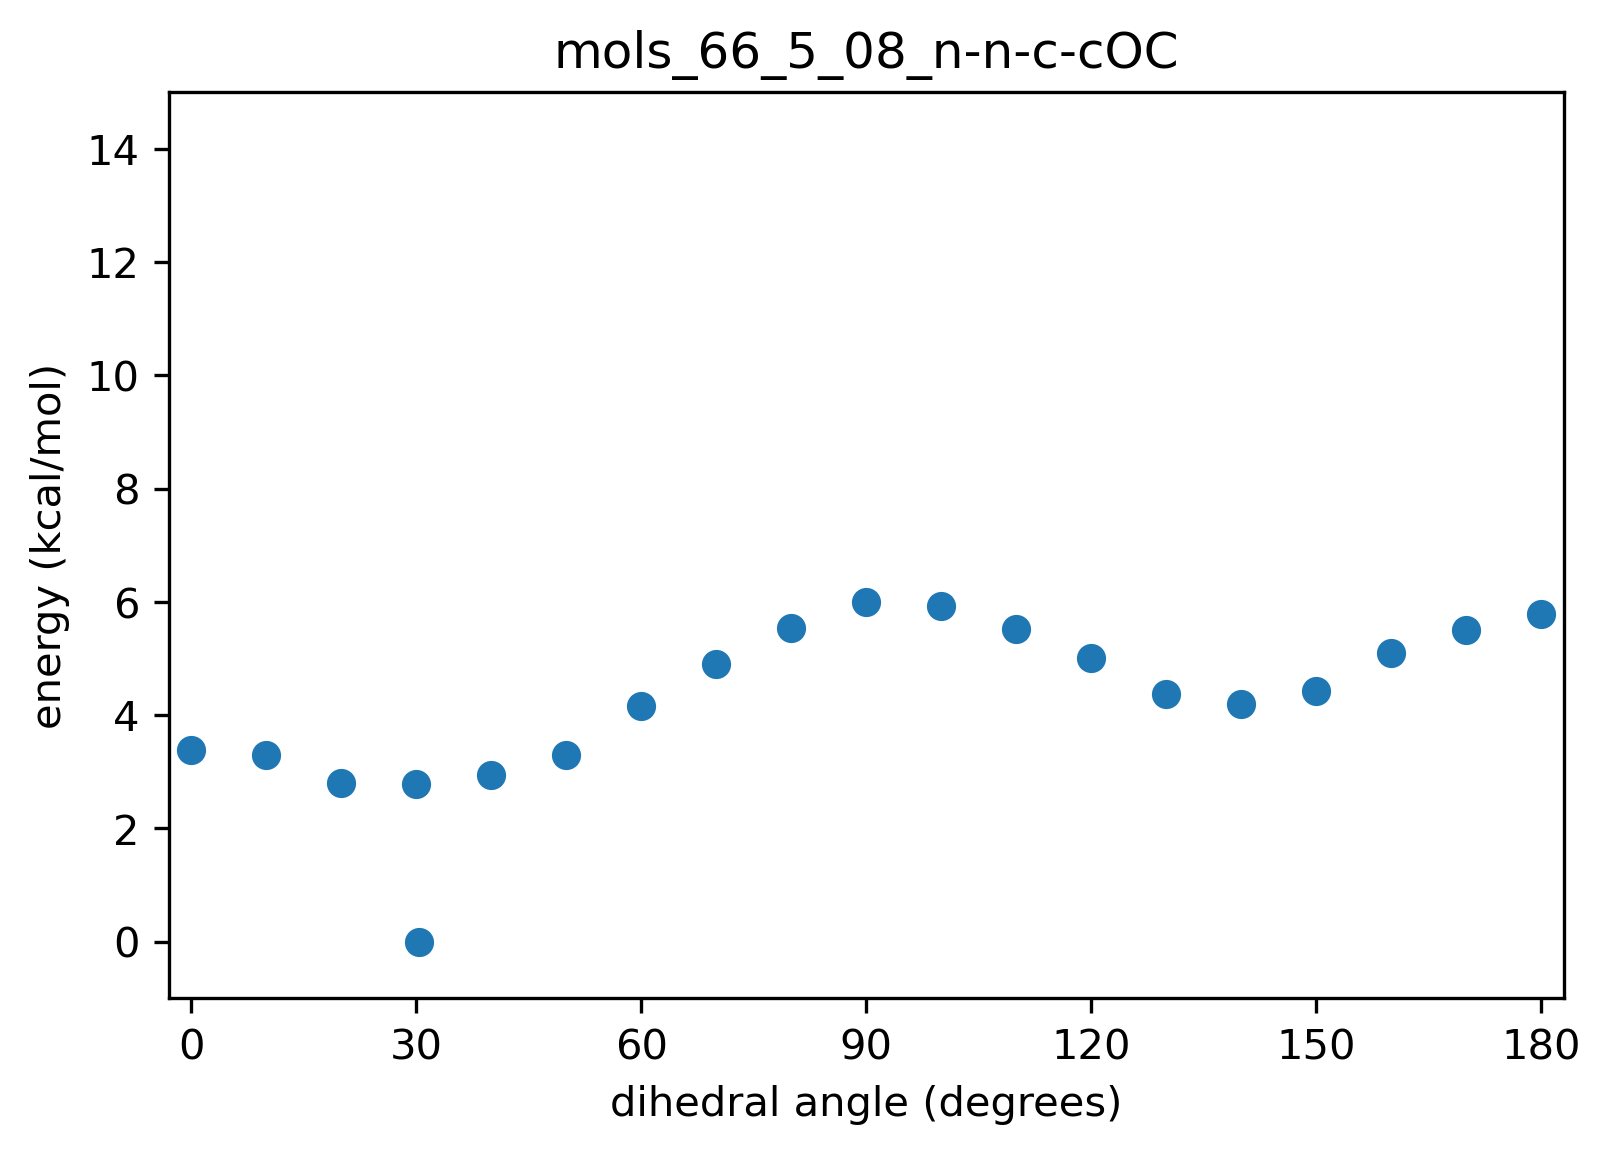 mols_66_5_08_n-n-c-cOC
14
12
10
8
6
4
2
0
energy (kcal/mol)
0 30 60 90 120 150 180
dihedral angle (degrees)